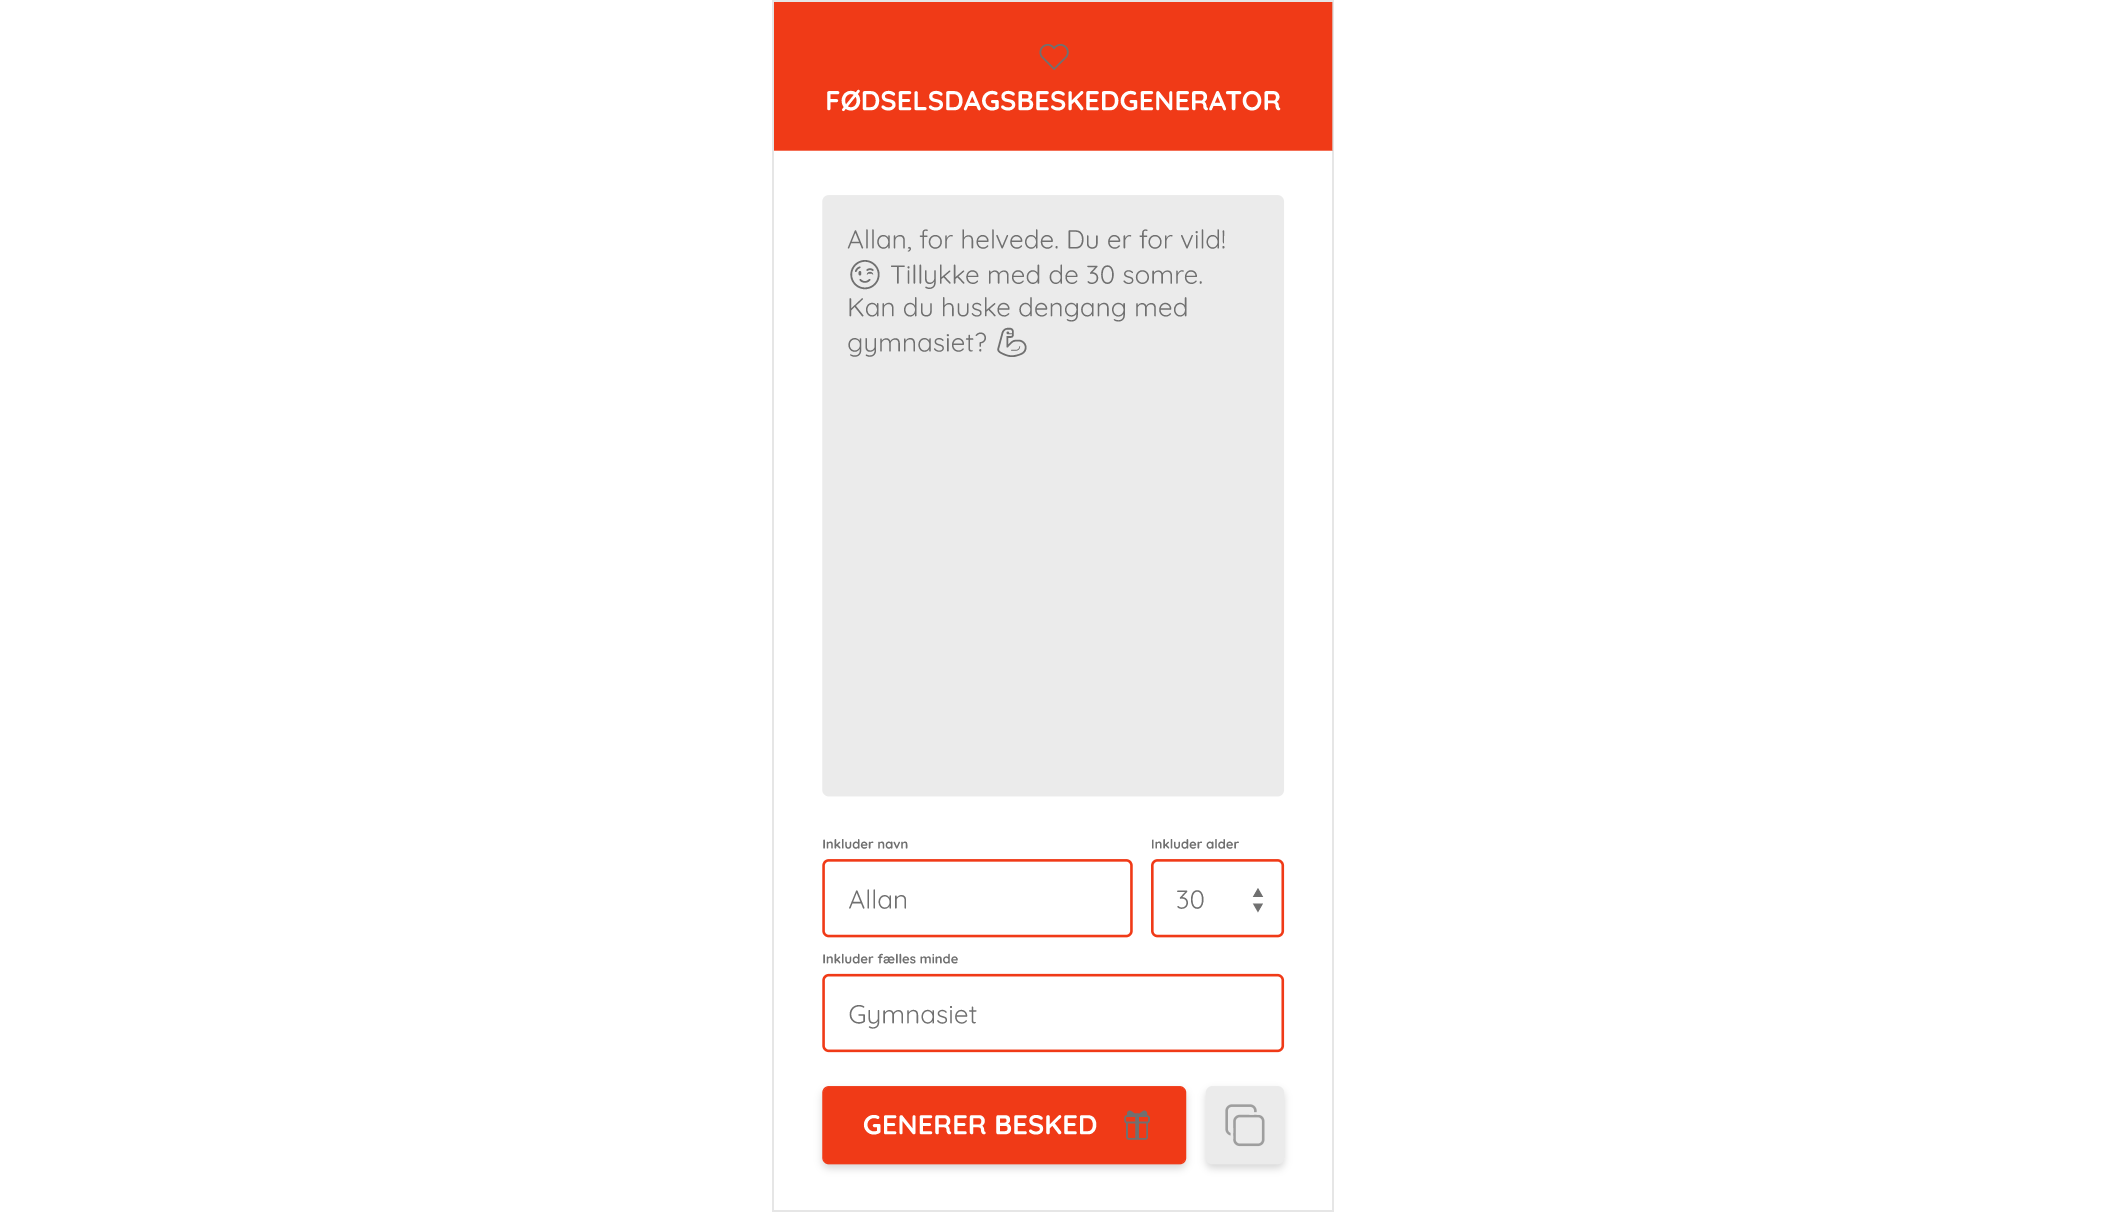 FØDSELSDAGSBESKEDGENERATOR
Allan, for helvede. Du er for vild!
😉 Tillykke med de 30 somre.
Kan du huske dengang med
gymnasiet? 💪
Inkluder navn
Inkluder alder
Allan
30
Inkluder fælles minde
Gymnasiet
GENERER BESKED